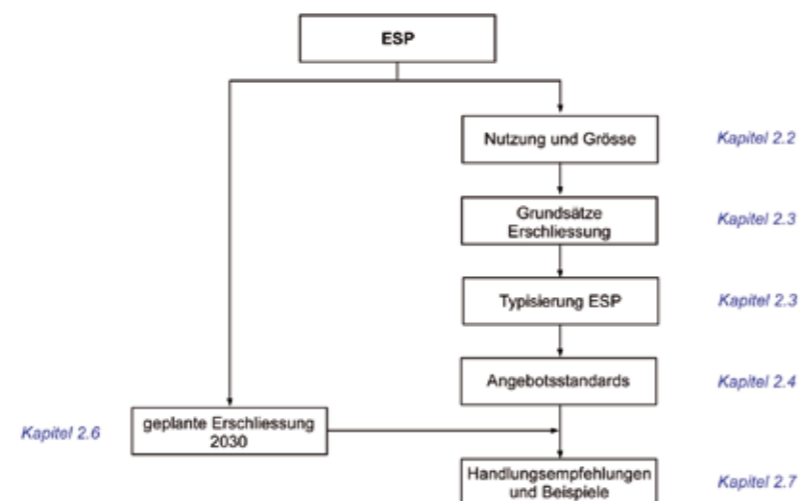 ESP
Nutzung und Grösse
Kapitel 2.2
Grundsätze
Erschliessung
Kapitel 2.3
Typisierung ESP
Kapitel 2.3
Angebotsstandards
Kapitel 2.4
Kapitel 2.6
geplante Erschliessung
2030
Handlungsempfehlungen
und Beispiele
Kapitel 2.7